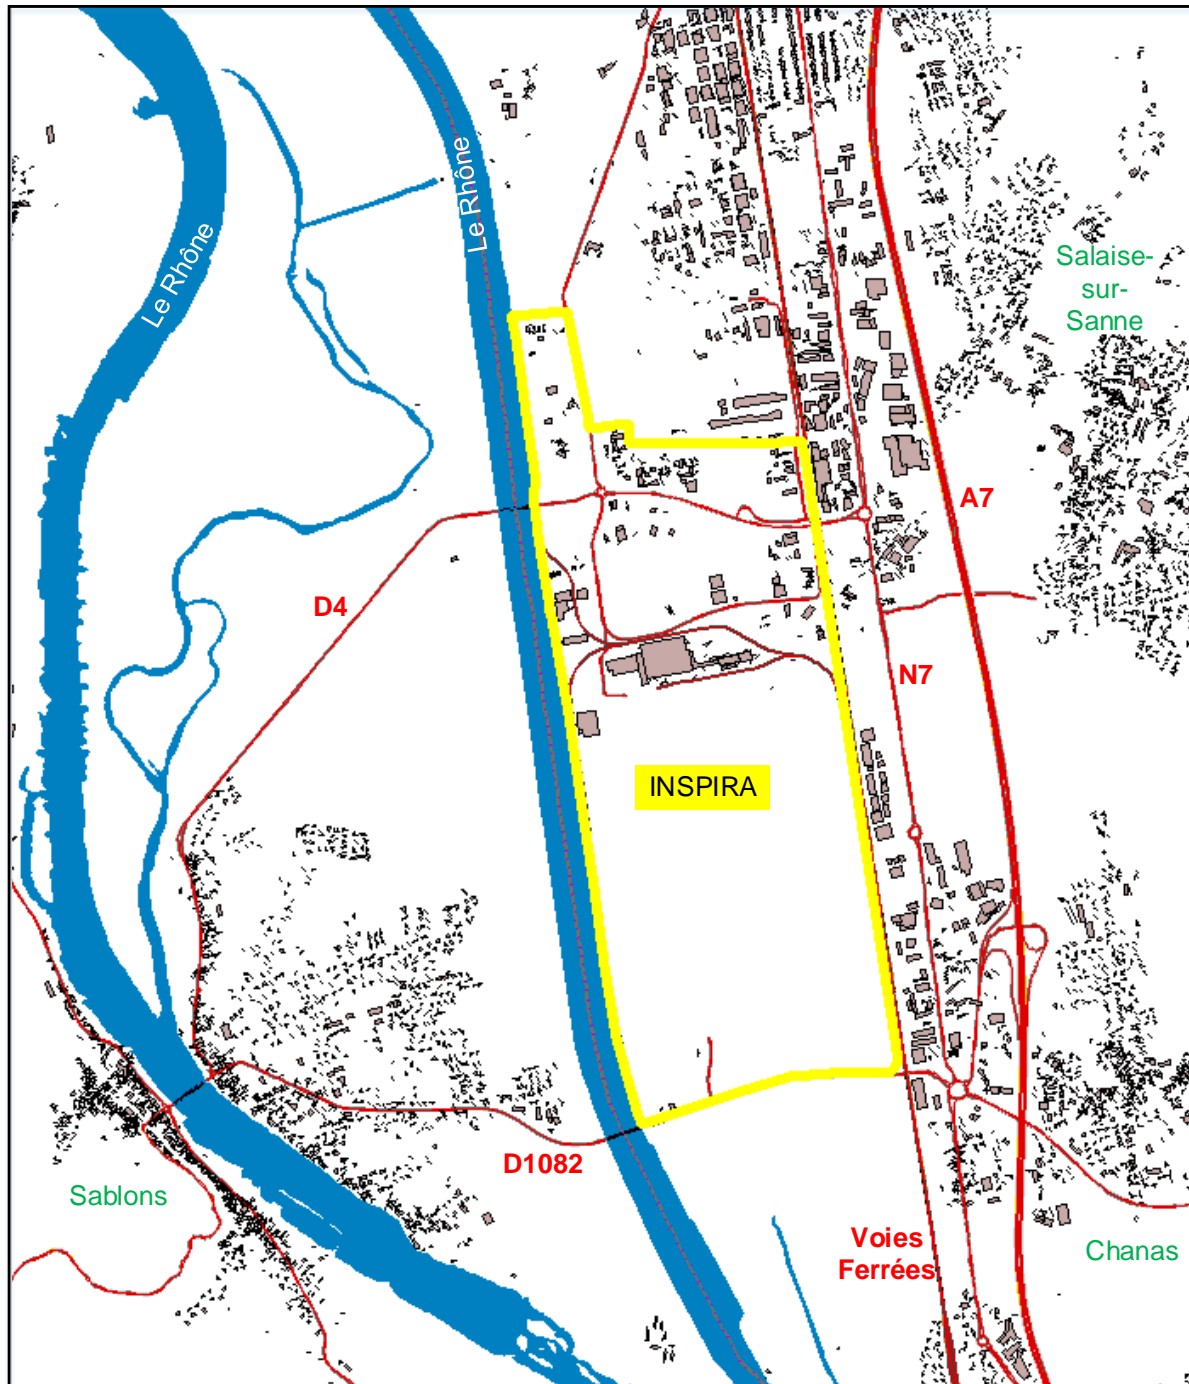 Le Rhône
Le Rhône
Salaise-
sur-
Sanne
A7
D4
N7
INSPIRA
D1082
Sablons
Voies
Ferrées
Chanas